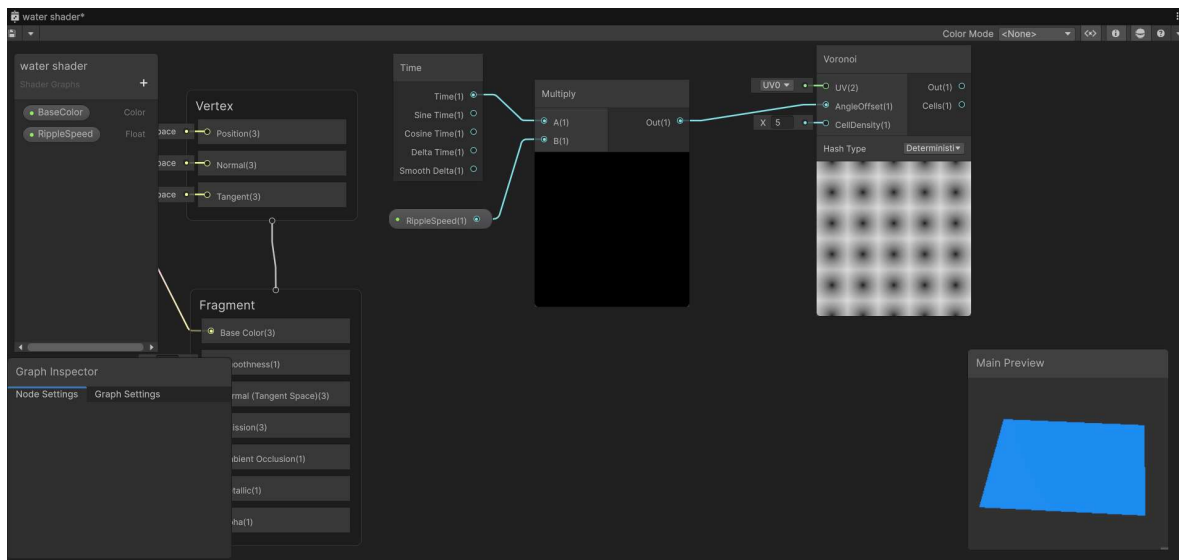 water shader*
Color Mode <None>
water shader
Shader Graphs
+
BaseColor Color
RippleSpeed Float
Vertex
pace Position(3)
pace Normal(3)
pace Tangent(3)
Fragment
Base Color(3)
oothness(1)
rmal (Tangent Space)(3)
ission(3)
bient Occlusion(1)
tallic(1)
ha(1)
Graph Inspector
Node Settings Graph Settings
Time
Time(1)
Sine Time(1)
Cosine Time(1)
Delta Time(1)
Smooth Delta(1)
RippleSpeed(1)
Multiply
A(1) Out(1)
B(1)
Voronoi
UV0 UV(2) Out(1)
AngleOffset(1) Cells(1)
X 5 CellDensity(1)
Hash Type Deterministi
Main Preview